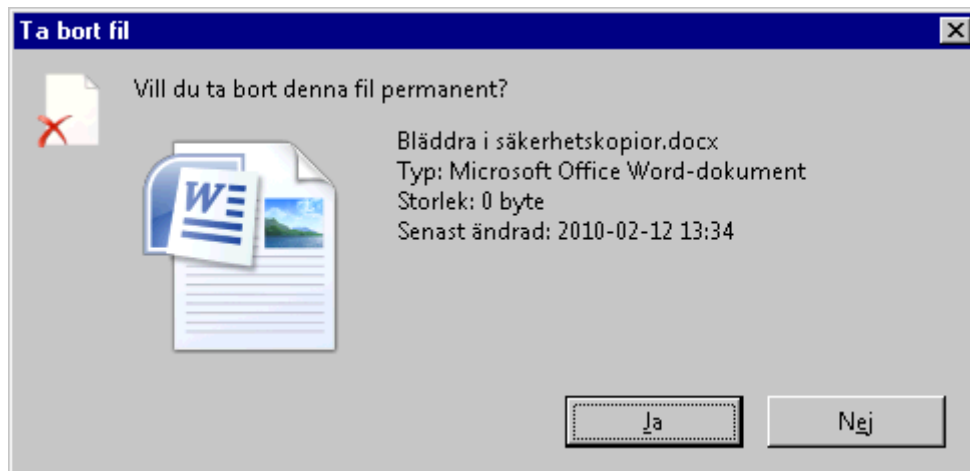 Ta bort fil
Vill du ta bort denna fil permanent?
Bläddra i säkerhetskopior.docx
Typ: Microsoft Office Word-dokument
Storlek: 0 byte
Senast ändrad: 2010-02-12 13:34
W
Ja
Nej